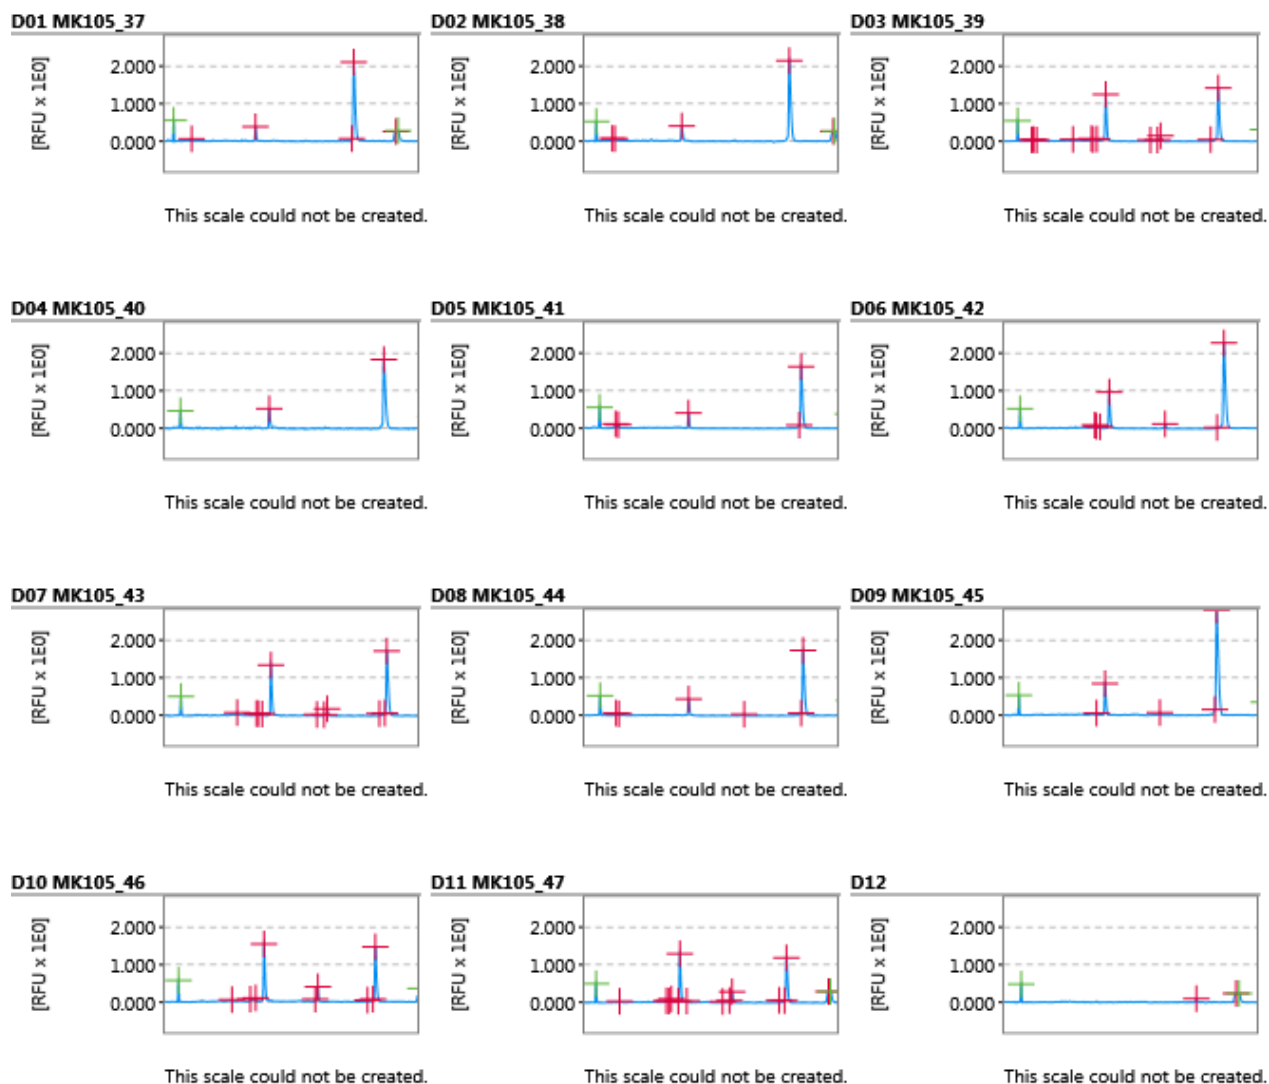 D01 MK105_37 D02 MK105_38 D03 MK105_39
[RFU x 1E0] 2.000 1.000 0.000 [RFU x 1E0] 2.000 1.000 0.000 [RFU x 1E0] 2.000 1.000 0.000
This scale could not be created. This scale could not be created. This scale could not be created.
D04 MK105_40 D05 MK105_41 D06 MK105_42
[RFU x 1E0] 2.000 1.000 0.000 [RFU x 1E0] 2.000 1.000 0.000 [RFU x 1E0] 2.000 1.000 0.000
This scale could not be created. This scale could not be created. This scale could not be created.
D07 MK105_43 D08 MK105_44 D09 MK105_45
[RFU x 1E0] 2.000 1.000 0.000 [RFU x 1E0] 2.000 1.000 0.000 [RFU x 1E0] 2.000 1.000 0.000
This scale could not be created. This scale could not be created. This scale could not be created.
D10 MK105_46 D11 MK105_47 D12
[RFU x 1E0] 2.000 1.000 0.000 [RFU x 1E0] 2.000 1.000 0.000 [RFU x 1E0] 2.000 1.000 0.000
This scale could not be created. This scale could not be created. This scale could not be created.